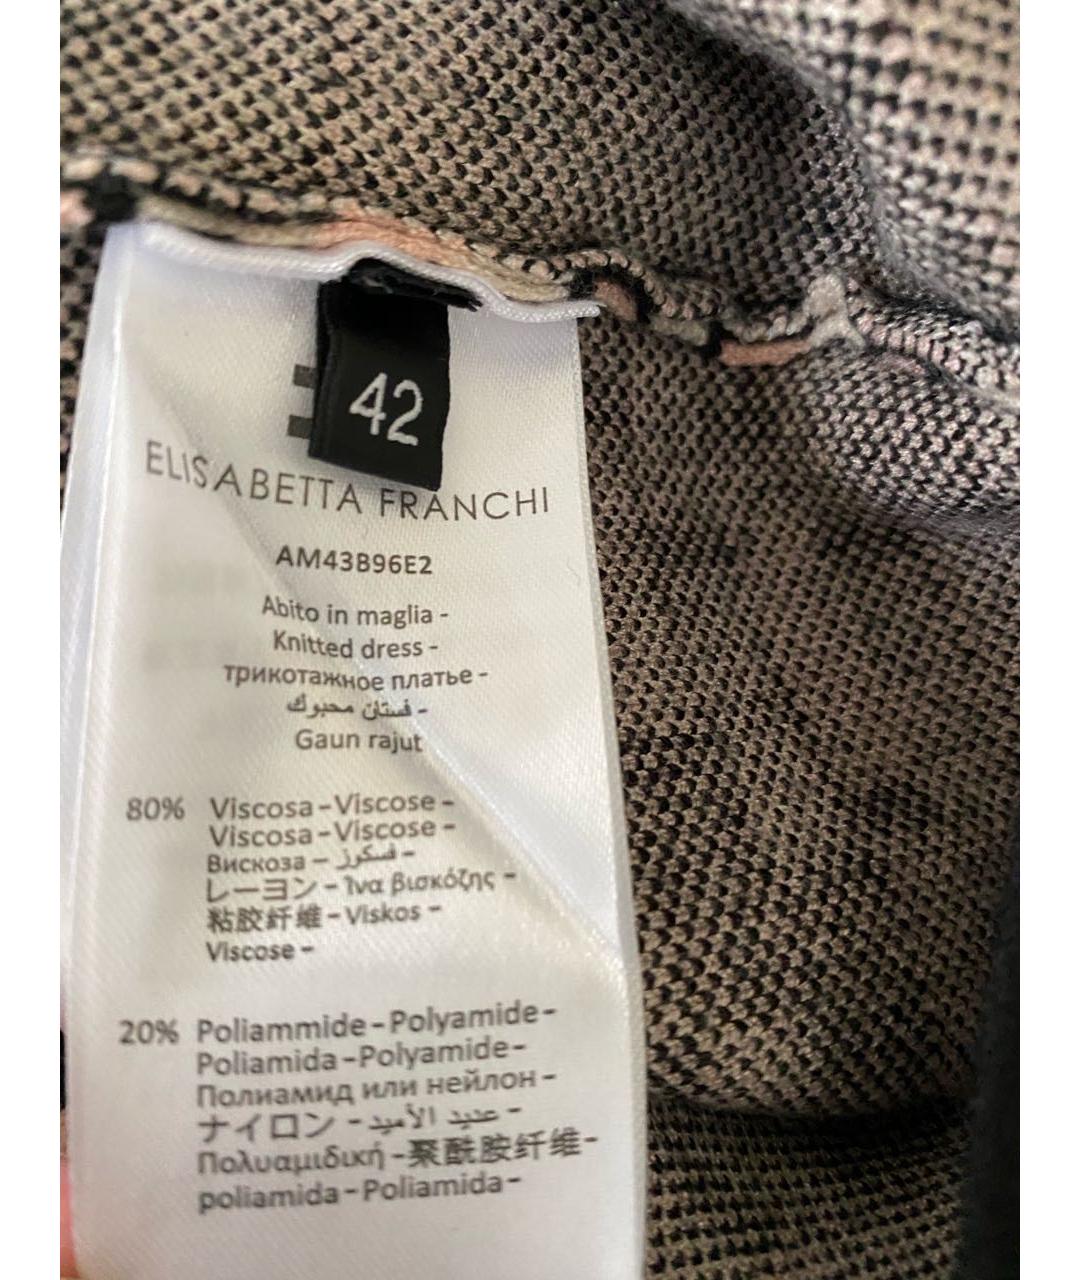 42
ELISABETTA FRANCHI
AM43B96E2
Abito in maglia -
Knitted dress -
трикотажное платье -
فستان محبوك -
Gaun rajut
80% Viscosa - Viscose -
Viscosa - Viscose -
Вискоза - فسكوز -
レーヨン - Ίνα βισκόζης -
粘胶纤维 - Viskos -
Viscose -
20% Poliammide - Polyamide -
Poliamida - Polyamide -
Полиамид или нейлон -
ナイロン - عديد الأميد -
Πολυαμιδική - 聚酰胺纤维 -
poliamida - Poliamida -